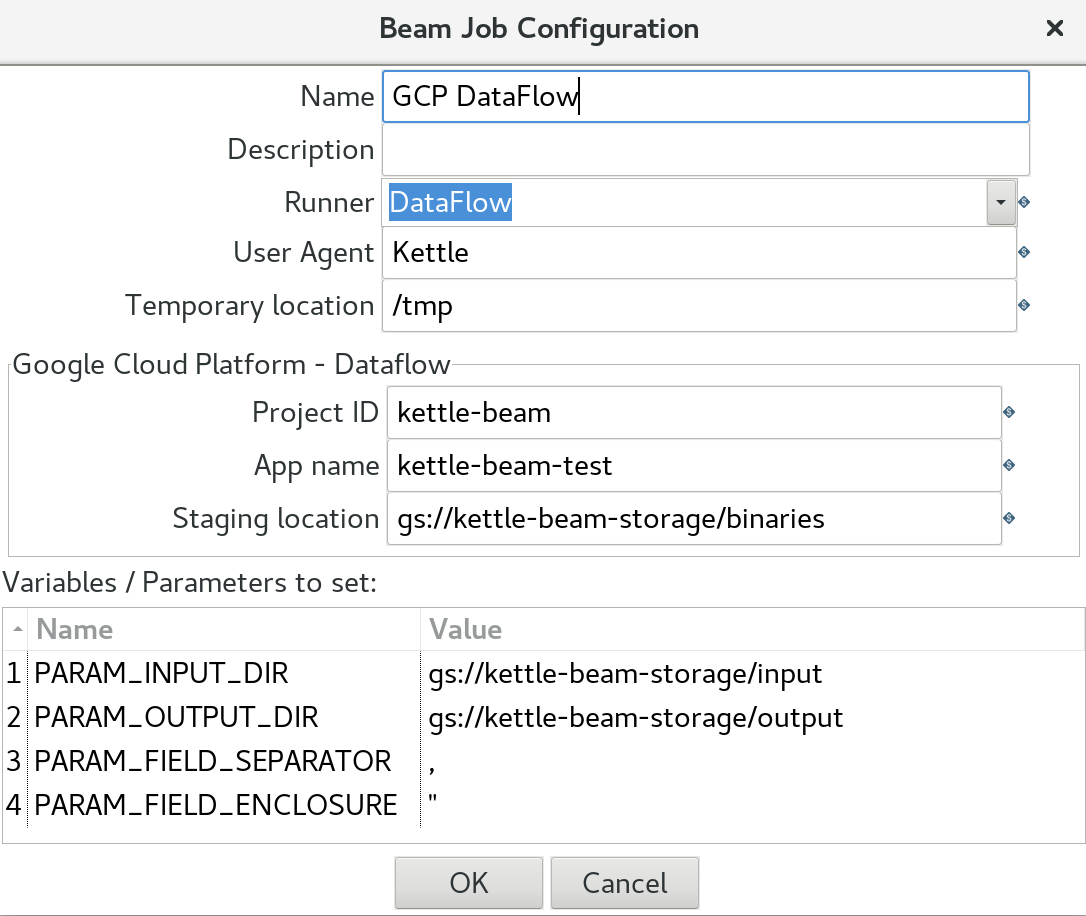 Beam Job Configuration
Name GCP DataFlow
Description
Runner DataFlow
User Agent Kettle
Temporary location /tmp
Google Cloud Platform - Dataflow
Project ID kettle-beam
App name kettle-beam-test
Staging location gs://kettle-beam-storage/binaries
Variables / Parameters to set:
Name Value
1 PARAM_INPUT_DIR gs://kettle-beam-storage/input
2 PARAM_OUTPUT_DIR gs://kettle-beam-storage/output
3 PARAM_FIELD_SEPARATOR ,
4 PARAM_FIELD_ENCLOSURE "
OK Cancel